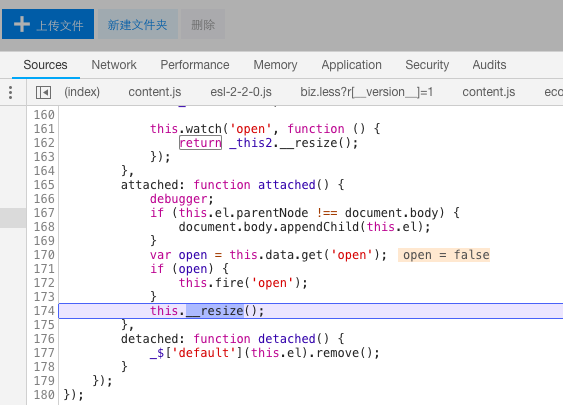 上传文件 新建文件夹 删除
Sources Network Performance Memory Application Security Audits
(index) content.js esl-2-2-0.js biz.less?r[__version__]=1 content.js eco
160
161 this.watch('open', function () {
162 return _this2.__resize();
163 });
164 },
165 attached: function attached() {
166 debugger;
167 if (this.el.parentNode !== document.body) {
168 document.body.appendChild(this.el);
169 }
170 var open = this.data.get('open'); open = false
171 if (open) {
172 this.fire('open');
173 }
174 this.__resize();
175 },
176 detached: function detached() {
177 _$['default'](this.el).remove();
178 }
179 });
180 });